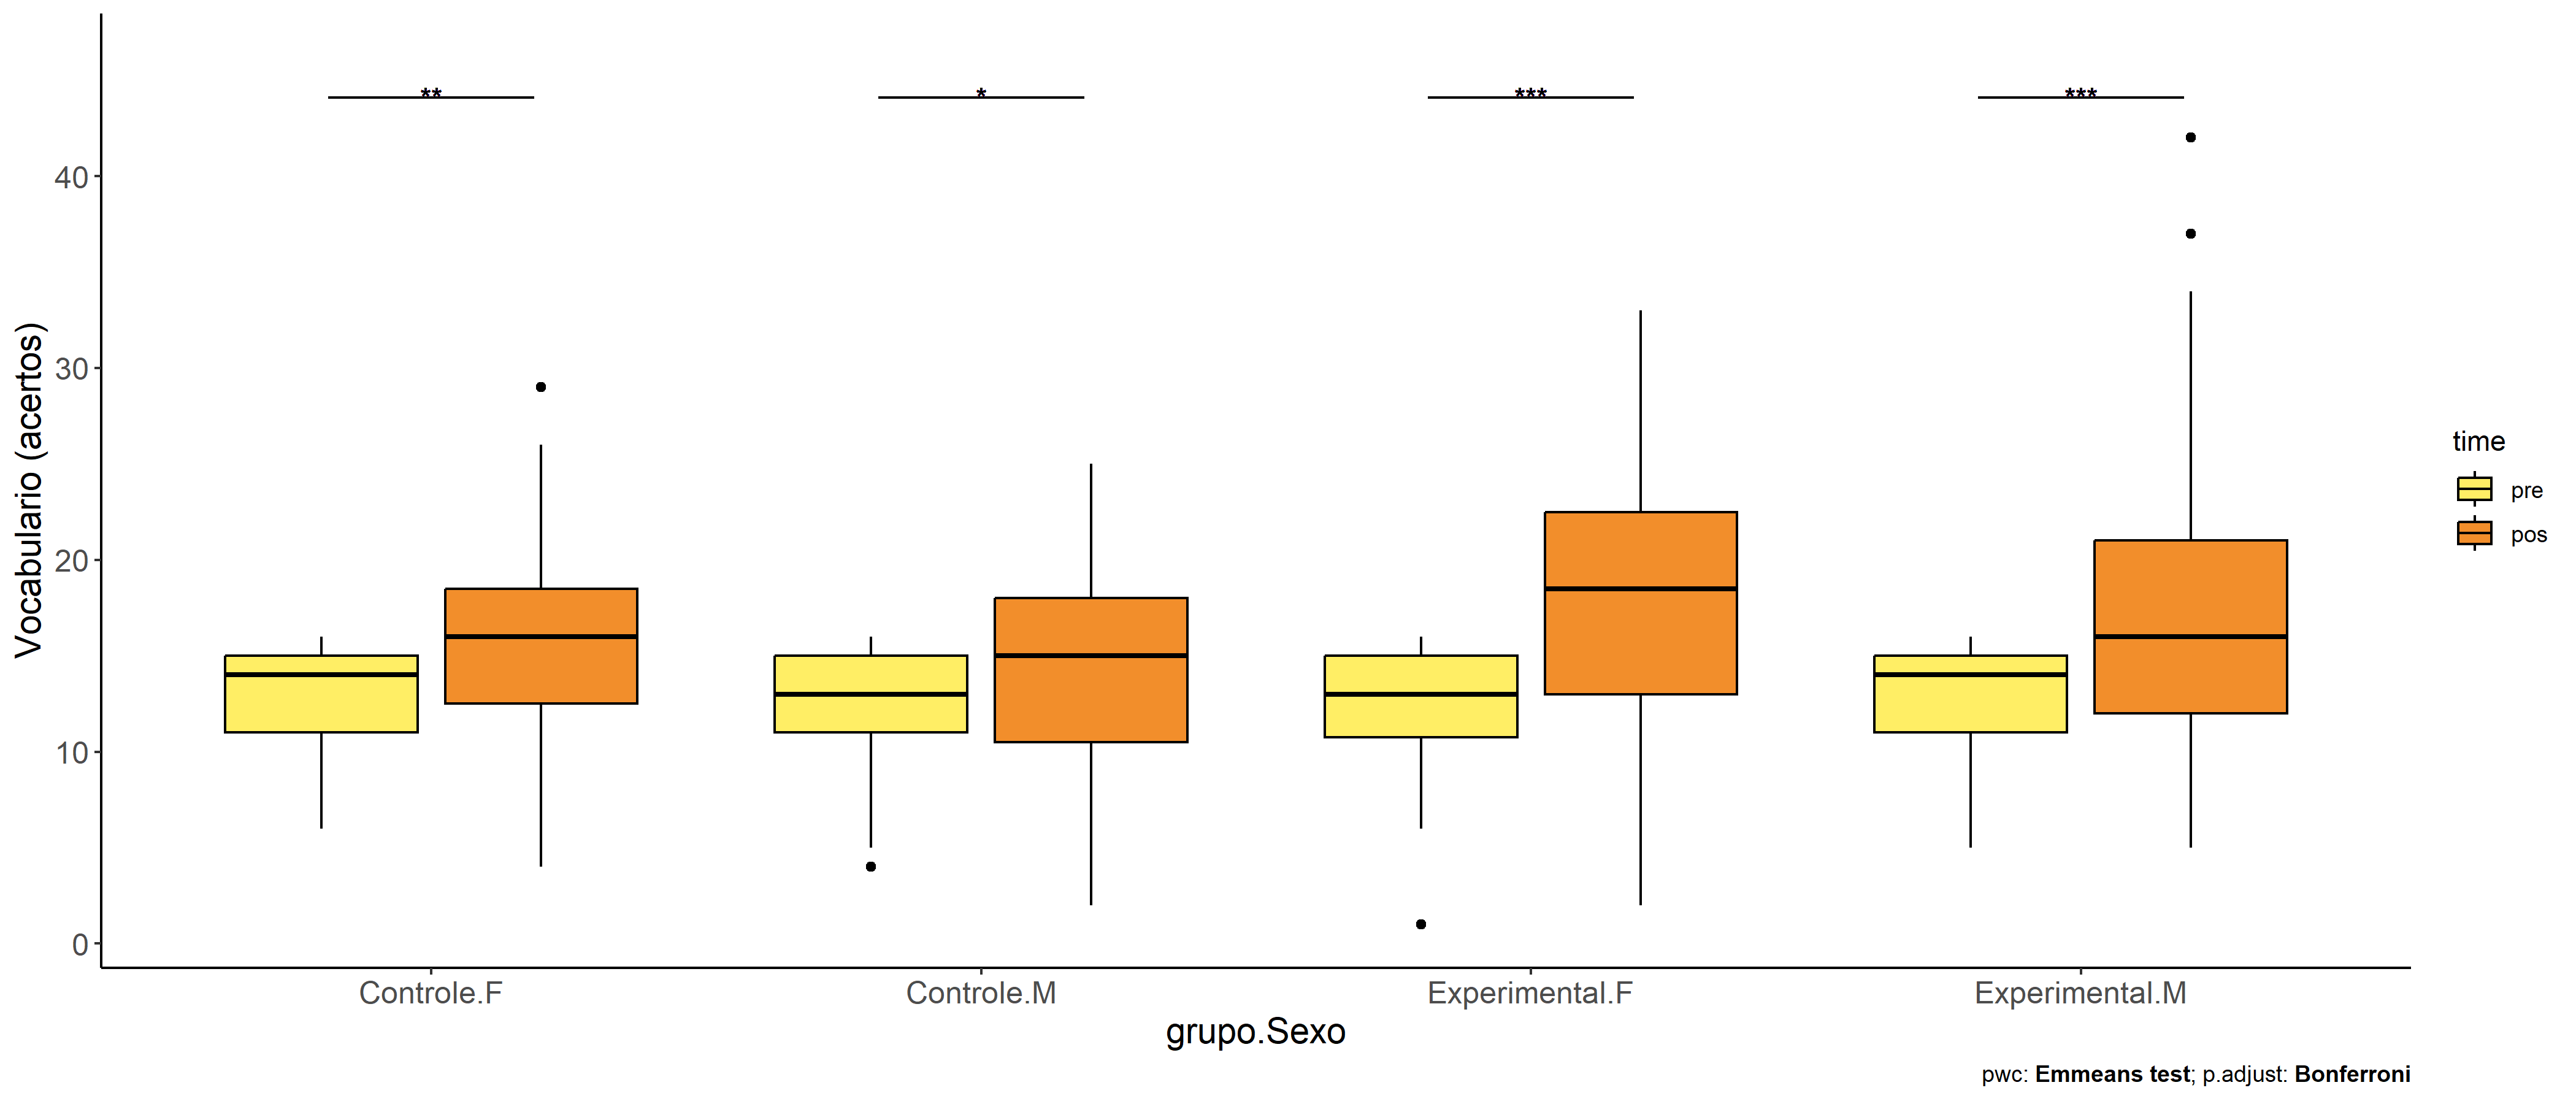 **
*
***
***
40
30
20
10
0
Vocabulario (acertos)
Controle.F
Controle.M
Experimental.F
Experimental.M
grupo.Sexo
time
pre
pos
pwc: Emmeans test; p.adjust: Bonferroni